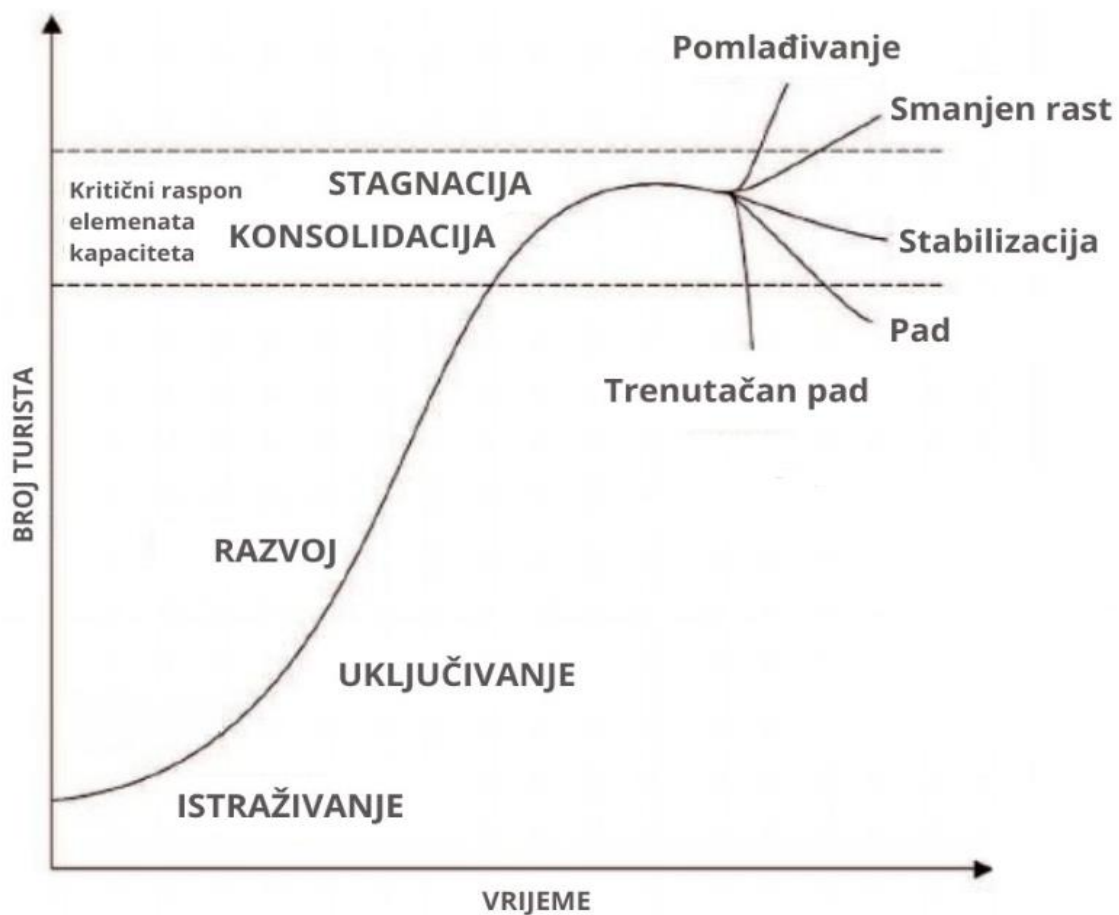 Pomlađivanje
Smanjen rast
STAGNACIJA
Kritični raspon
elemenata
kapaciteta
KONSOLIDACIJA
Stabilizacija
Pad
Trenutačan pad
BROJ TURISTA
RAZVOJ
UKLJUČIVANJE
ISTRAŽIVANJE
VRIJEME